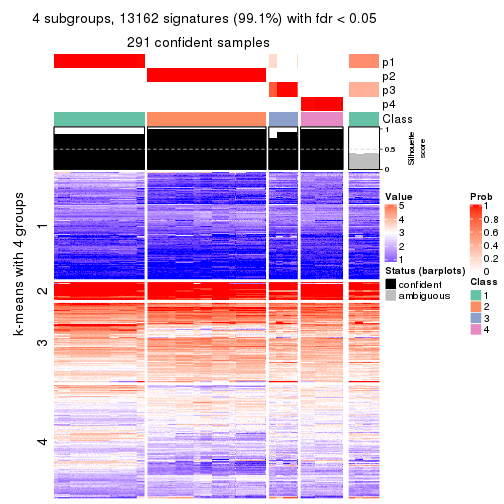 4 subgroups, 13162 signatures (99.1%) with fdr < 0.05
291 confident samples
p1
p2
p3
p4
Class
1
0.5
0
Silhouette
score
k-means with 4 groups
1
2
3
4
Value
5
4
3
2
1
Status (barplots)
confident
ambiguous
Prob
1
0.8
0.6
0.4
0.2
0
Class
1
2
3
4